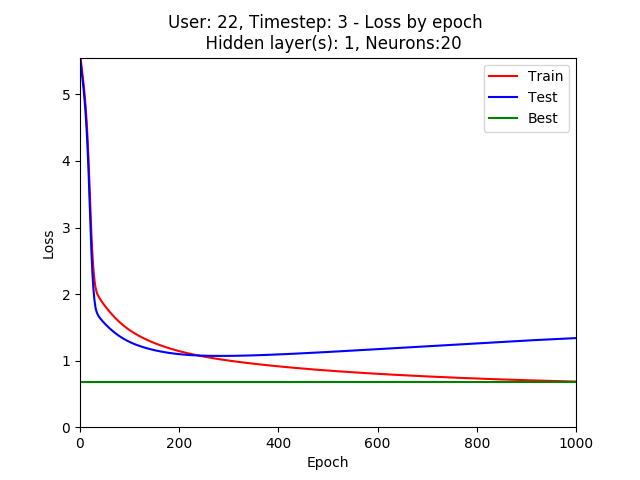 User: 22, Timestep: 3 - Loss by epoch
Hidden layer(s): 1, Neurons:20
Train
Test
Best
Loss
5
4
3
2
1
0
0 200 400 600 800 1000
Epoch